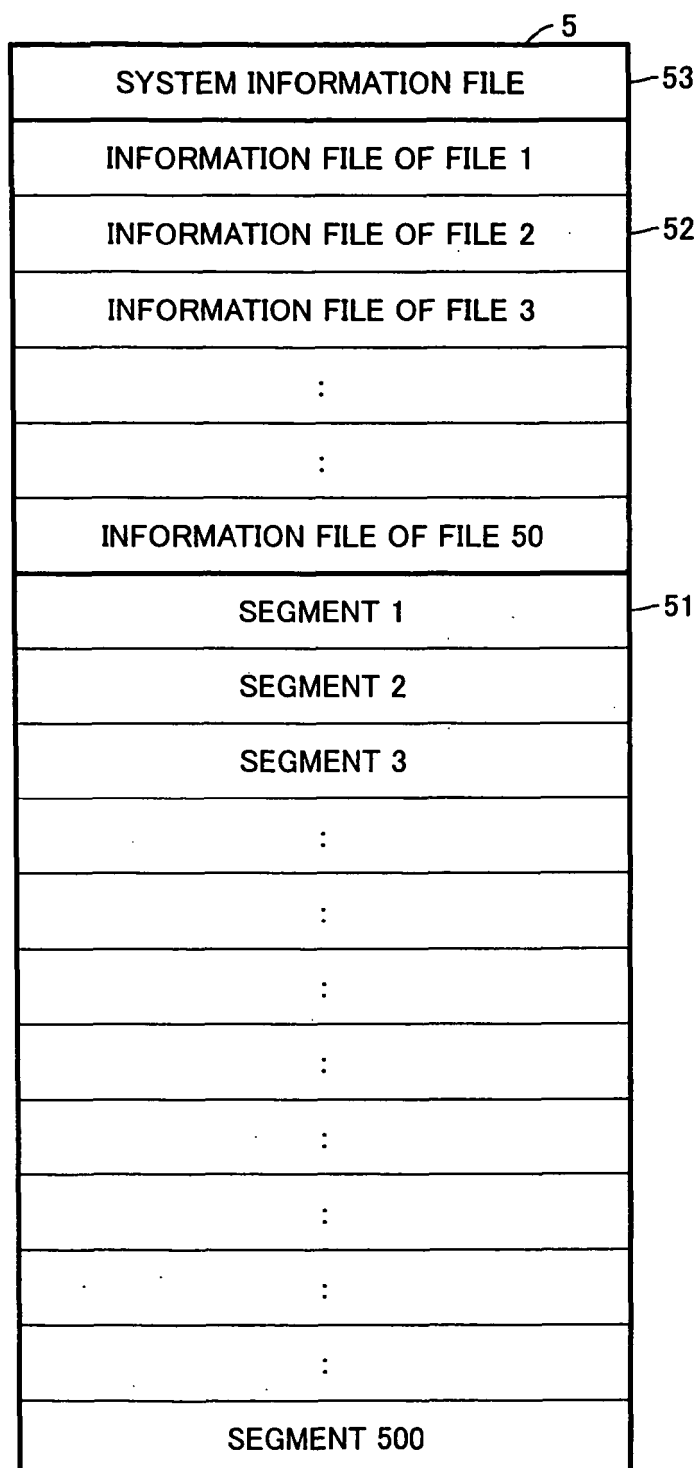 5
SYSTEM INFORMATION FILE 53
INFORMATION FILE OF FILE 1
INFORMATION FILE OF FILE 2 52
INFORMATION FILE OF FILE 3
:
:
INFORMATION FILE OF FILE 50
SEGMENT 1 51
SEGMENT 2
SEGMENT 3
:
:
:
:
:
:
:
:
SEGMENT 500